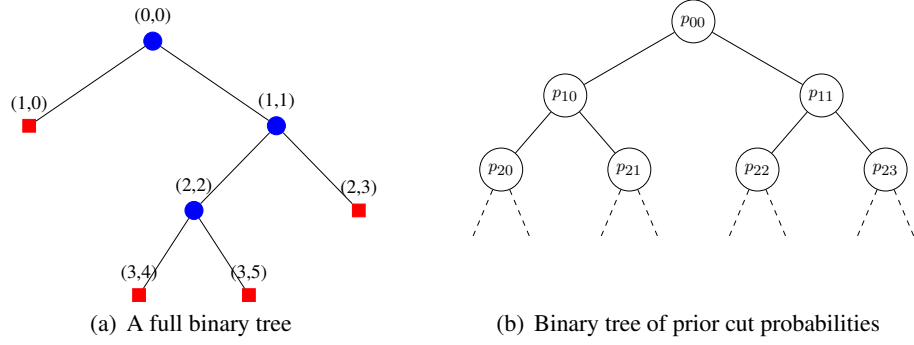 (0,0)
(1,0)
(1,1)
(2,2)
(2,3)
(3,4)
(3,5)
(a) A full binary tree
p00
p10
p11
p20
p21
p22
p23
(b) Binary tree of prior cut probabilities